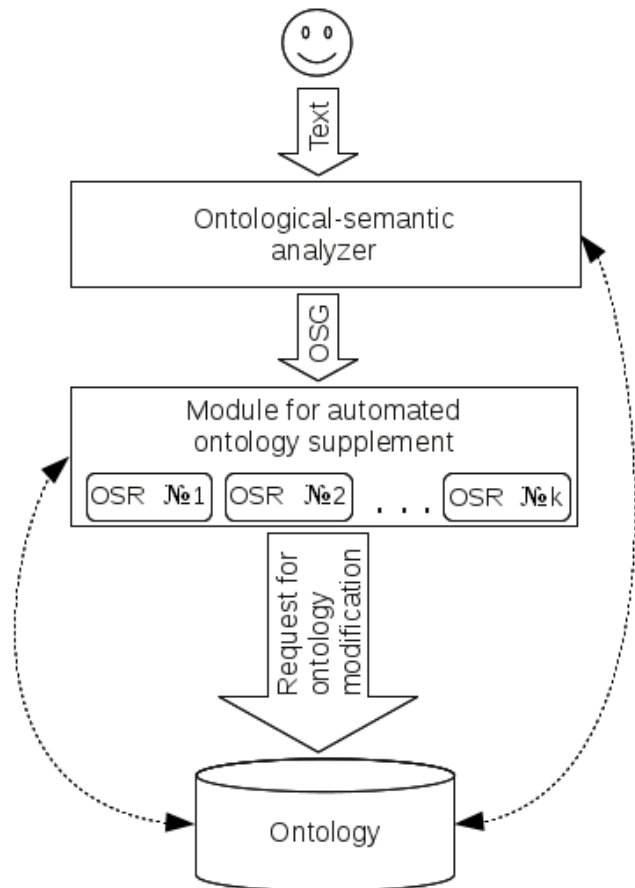 Text
Ontological-semantic
analyzer
OSG
Module for automated
ontology supplement
OSR №1
OSR №2
. . .
OSR №k
Request for
ontology
modification
Ontology